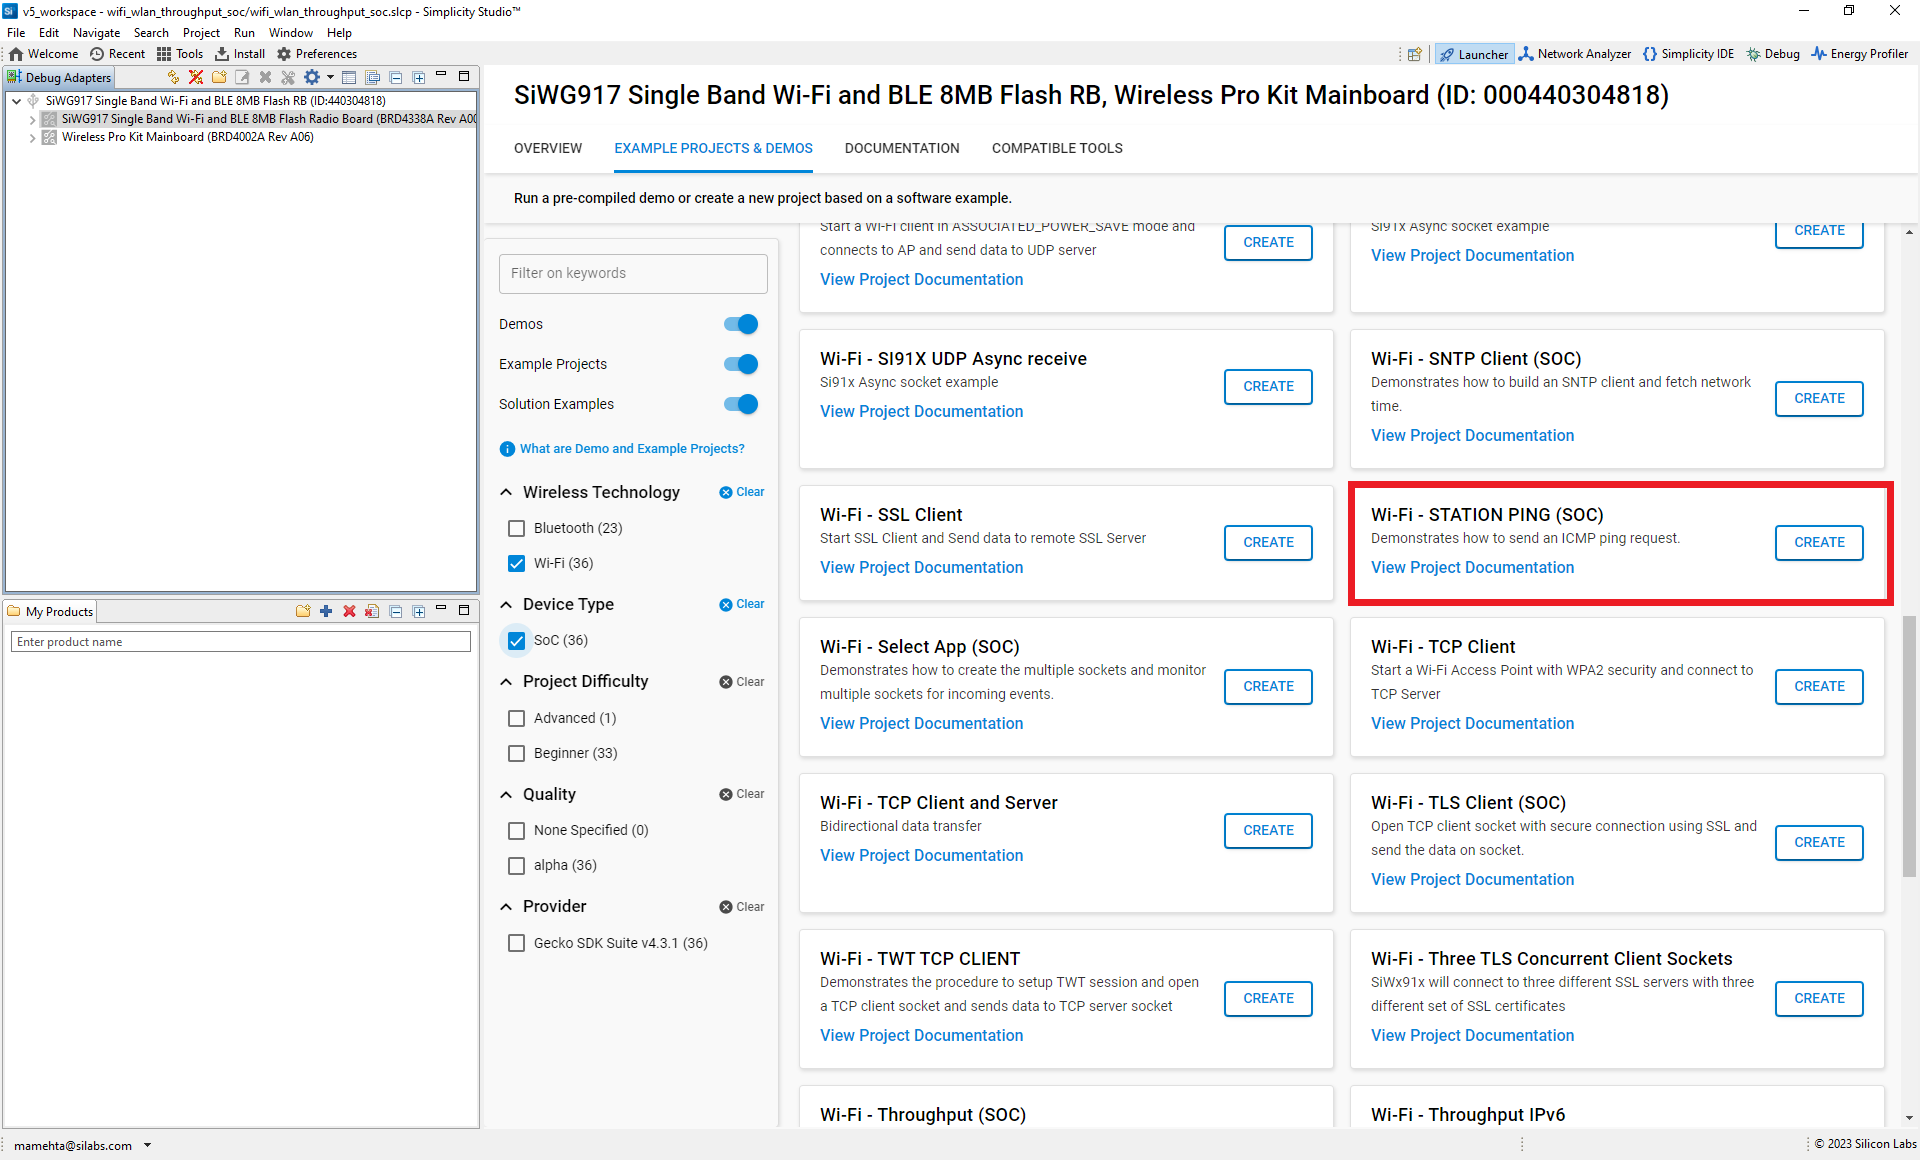 v5_workspace - wifi_wlan_throughput_soc/wifi_wlan_throughput_soc.slcp - Simplicity Studio™
File Edit Navigate Search Project Run Window Help
Welcome Recent Tools Install Preferences
Launcher Network Analyzer Simplicity IDE Debug Energy Profiler
Debug Adapters
SiWG917 Single Band Wi-Fi and BLE 8MB Flash RB (ID:440304818)
SiWG917 Single Band Wi-Fi and BLE 8MB Flash Radio Board (BRD4338A Rev A00
Wireless Pro Kit Mainboard (BRD4002A Rev A06)
My Products
Enter product name
SiWG917 Single Band Wi-Fi and BLE 8MB Flash RB, Wireless Pro Kit Mainboard (ID: 000440304818)
OVERVIEW EXAMPLE PROJECTS & DEMOS DOCUMENTATION COMPATIBLE TOOLS
Run a pre-compiled demo or create a new project based on a software example.
Filter on keywords
Demos
Example Projects
Solution Examples
What are Demo and Example Projects?
Wireless Technology Clear
Bluetooth (23)
Wi-Fi (36)
Device Type Clear
SoC (36)
Project Difficulty Clear
Advanced (1)
Beginner (33)
Quality Clear
None Specified (0)
alpha (36)
Provider Clear
Gecko SDK Suite v4.3.1 (36)
Start a Wi-Fi client in ASSOCIATED_POWER_SAVE mode and
connects to AP and send data to UDP server
View Project Documentation
CREATE
Si91x Async socket example
View Project Documentation
CREATE
Wi-Fi - SI91X UDP Async receive
Si91x Async socket example
View Project Documentation
CREATE
Wi-Fi - SNTP Client (SOC)
Demonstrates how to build an SNTP client and fetch network
time.
View Project Documentation
CREATE
Wi-Fi - SSL Client
Start SSL Client and Send data to remote SSL Server
View Project Documentation
CREATE
Wi-Fi - STATION PING (SOC)
Demonstrates how to send an ICMP ping request.
View Project Documentation
CREATE
Wi-Fi - Select App (SOC)
Demonstrates how to create the multiple sockets and monitor
multiple sockets for incoming events.
View Project Documentation
CREATE
Wi-Fi - TCP Client
Start a Wi-Fi Access Point with WPA2 security and connect to
TCP Server
View Project Documentation
CREATE
Wi-Fi - TCP Client and Server
Bidirectional data transfer
View Project Documentation
CREATE
Wi-Fi - TLS Client (SOC)
Open TCP client socket with secure connection using SSL and
send the data on socket.
View Project Documentation
CREATE
Wi-Fi - TWT TCP CLIENT
Demonstrates the procedure to setup TWT session and open
a TCP client socket and sends data to TCP server socket
View Project Documentation
CREATE
Wi-Fi - Three TLS Concurrent Client Sockets
SiWx91x will connect to three different SSL servers with three
different set of SSL certificates
View Project Documentation
CREATE
Wi-Fi - Throughput (SOC)
Wi-Fi - Throughput IPv6
mamehta@silabs.com
© 2023 Silicon Labs